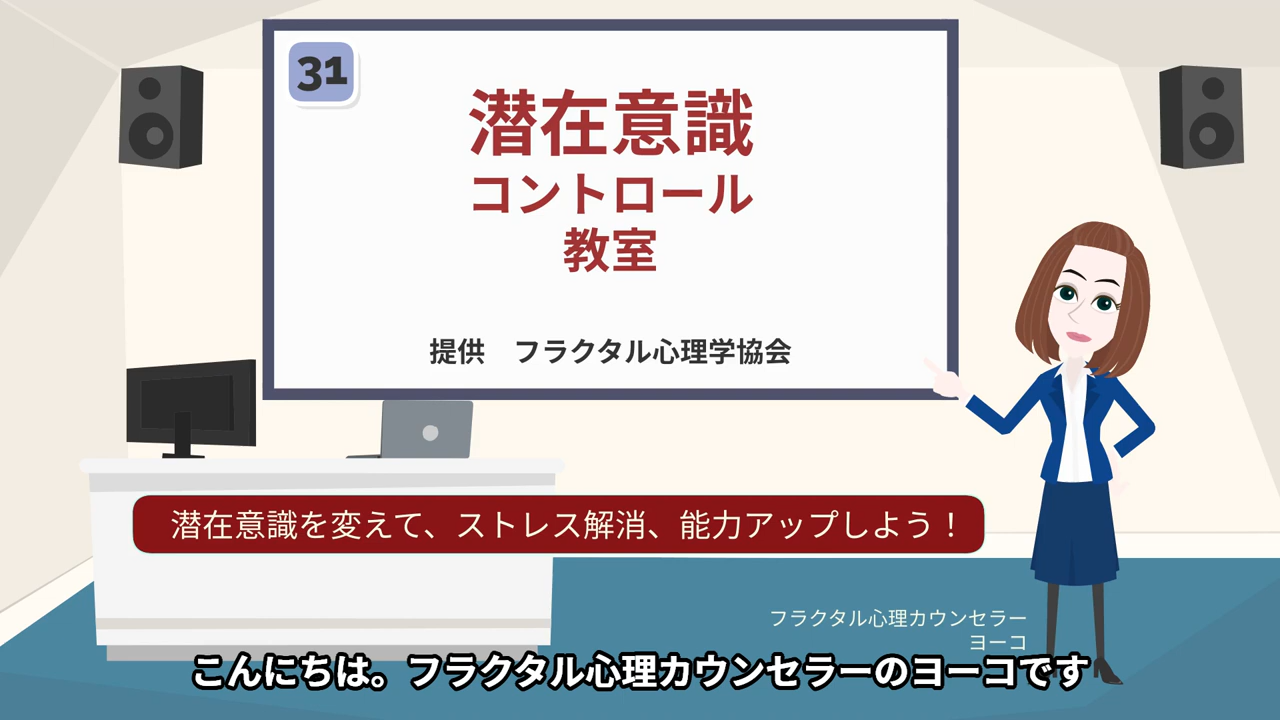 31
潜在意識
コントロール
教室
提供 フラクタル心理学協会
潜在意識を変えて、ストレス解消、能力アップしよう!
フラクタル心理カウンセラー
ヨーコ
こんにちは。フラクタル心理カウンセラーのヨーコです